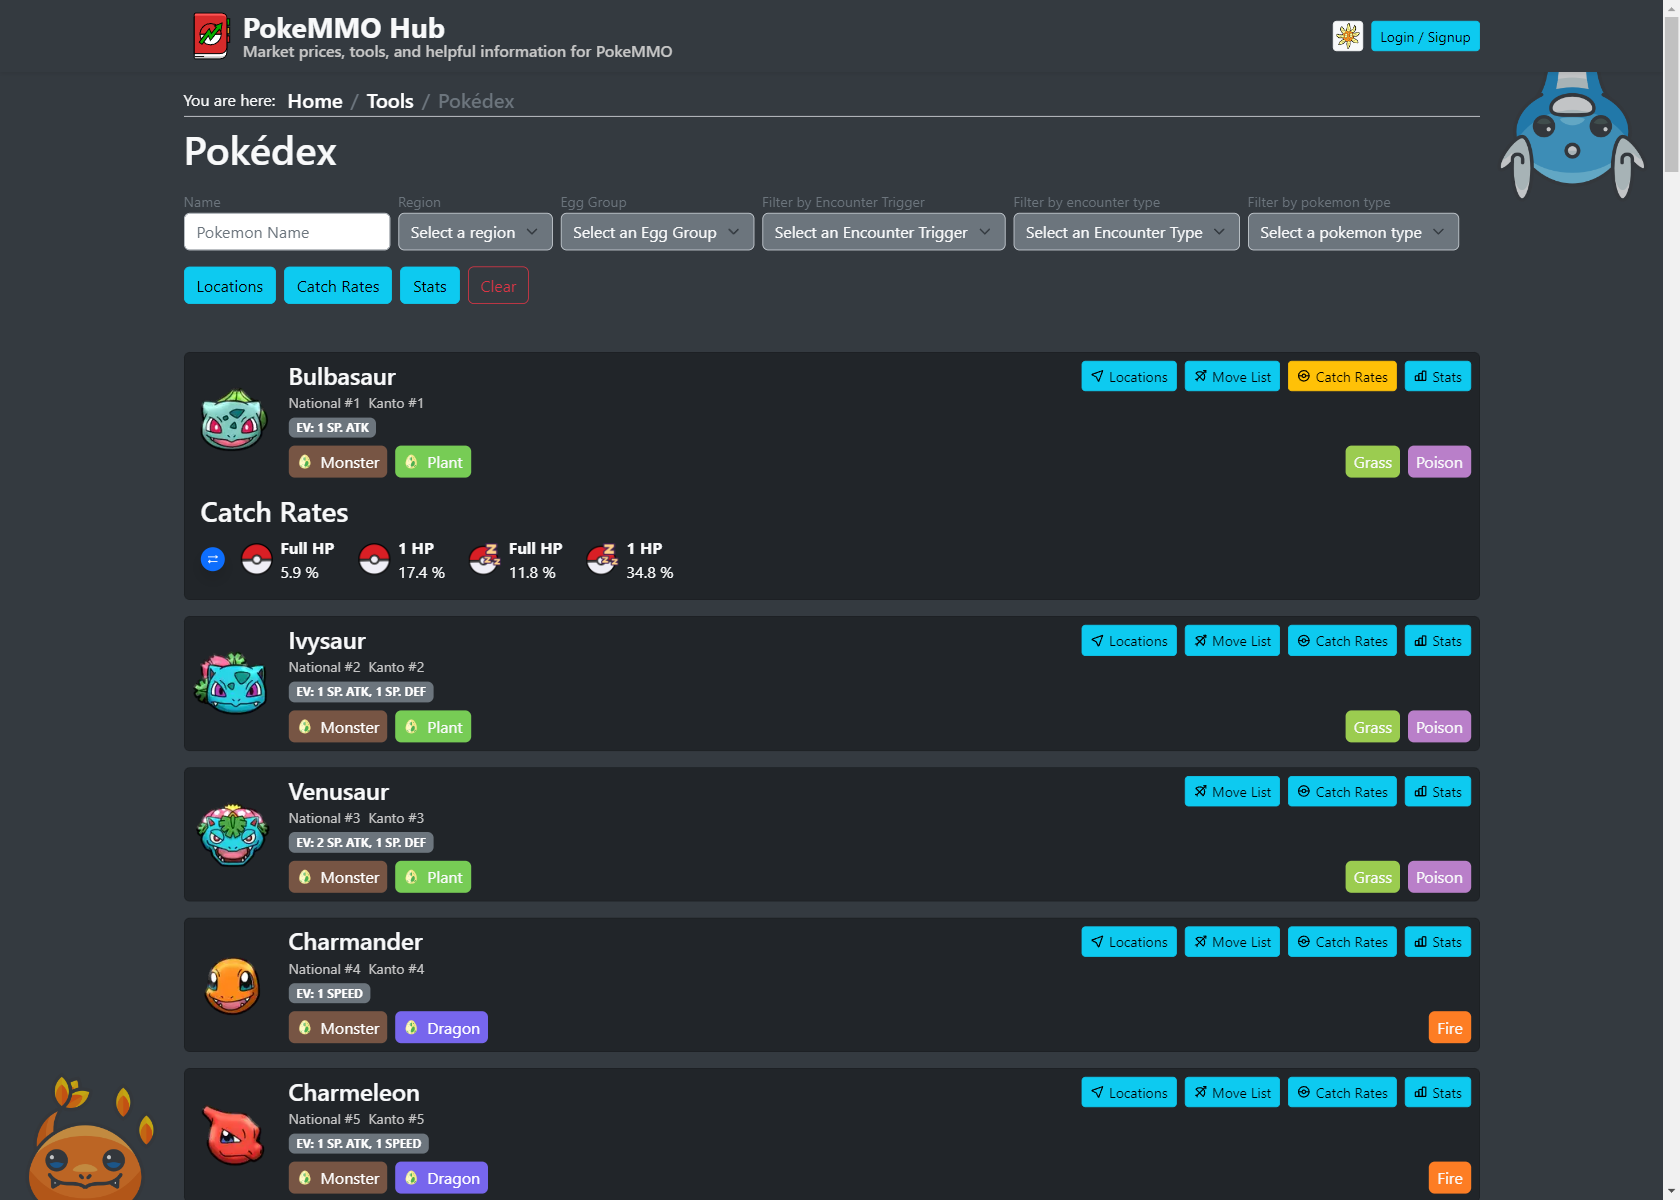 PokeMMO Hub
Market prices, tools, and helpful information for PokeMMO
Login / Signup
You are here: Home / Tools / Pokédex
Pokédex
Name Region Egg Group Filter by Encounter Trigger Filter by encounter type Filter by pokemon type
Pokemon Name Select a region Select an Egg Group Select an Encounter Trigger Select an Encounter Type Select a pokemon type
Locations Catch Rates Stats Clear
Bulbasaur Locations Move List Catch Rates Stats
National #1 Kanto #1
EV: 1 SP. ATK
Monster Plant Grass Poison
Catch Rates
Full HP 1 HP Full HP 1 HP
5.9 % 17.4 % 11.8 % 34.8 %
Ivysaur Locations Move List Catch Rates Stats
National #2 Kanto #2
EV: 1 SP. ATK, 1 SP. DEF
Monster Plant Grass Poison
Venusaur Move List Catch Rates Stats
National #3 Kanto #3
EV: 2 SP. ATK, 1 SP. DEF
Monster Plant Grass Poison
Charmander Locations Move List Catch Rates Stats
National #4 Kanto #4
EV: 1 SPEED
Monster Dragon Fire
Charmeleon Locations Move List Catch Rates Stats
National #5 Kanto #5
EV: 1 SP. ATK, 1 SPEED
Monster Dragon Fire